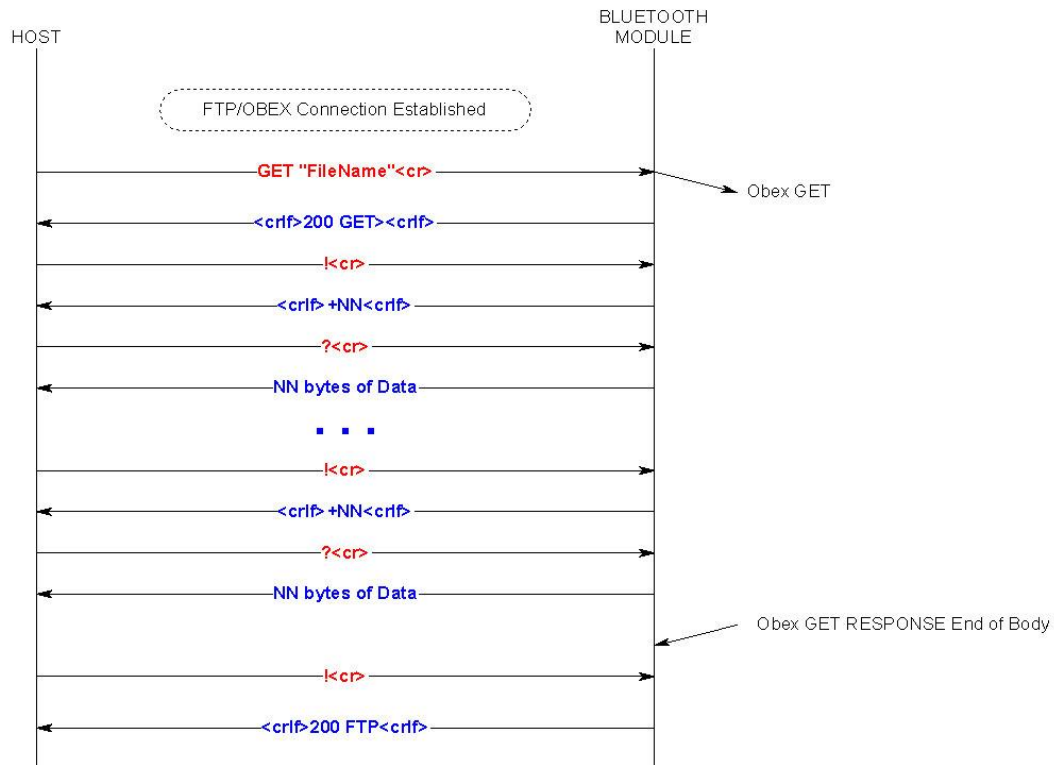 HOST
BLUETOOTH
MODULE
FTP/OBEX Connection Established
GET "FileName"<cr>
Obex GET
<crlf>200 GET><crlf>
!<cr>
<crlf>+NN<crlf>
?<cr>
NN bytes of Data
. . .
!<cr>
<crlf>+NN<crlf>
?<cr>
NN bytes of Data
Obex GET RESPONSE End of Body
!<cr>
<crlf>200 FTP<crlf>